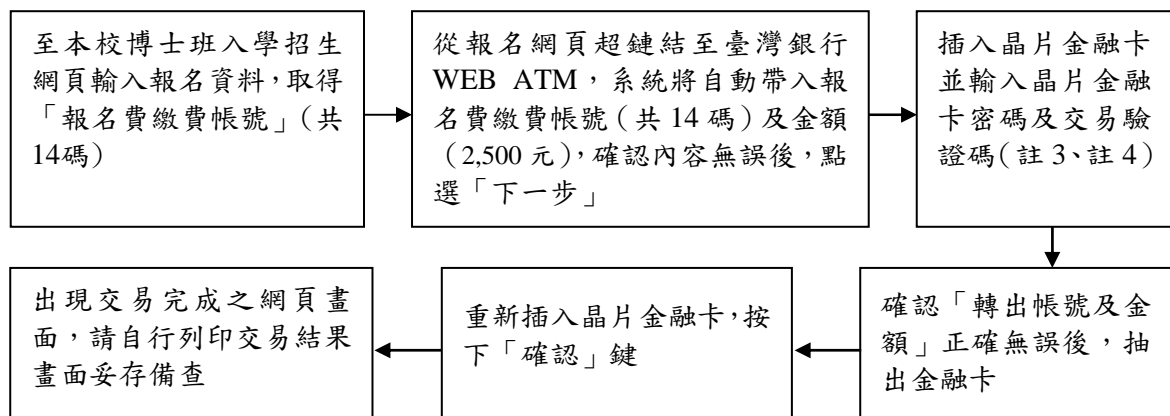 至本校博士班入學招生
網頁輸入報名資料，取得
「報名費繳費帳號」（共
14碼）
從報名網頁超鏈結至臺灣銀行
WEB ATM，系統將自動帶入報
名費繳費帳號（共 14 碼）及金額
（2,500 元），確認內容無誤後，點
選「下一步」
插入晶片金融卡
並輸入晶片金融
卡密碼及交易驗
證碼（註 3、註 4）
確認「轉出帳號及金
額」正確無誤後，抽
出金融卡
重新插入晶片金融卡，按
下「確認」鍵
出現交易完成之網頁畫
面，請自行列印交易結果
畫面妥存備查